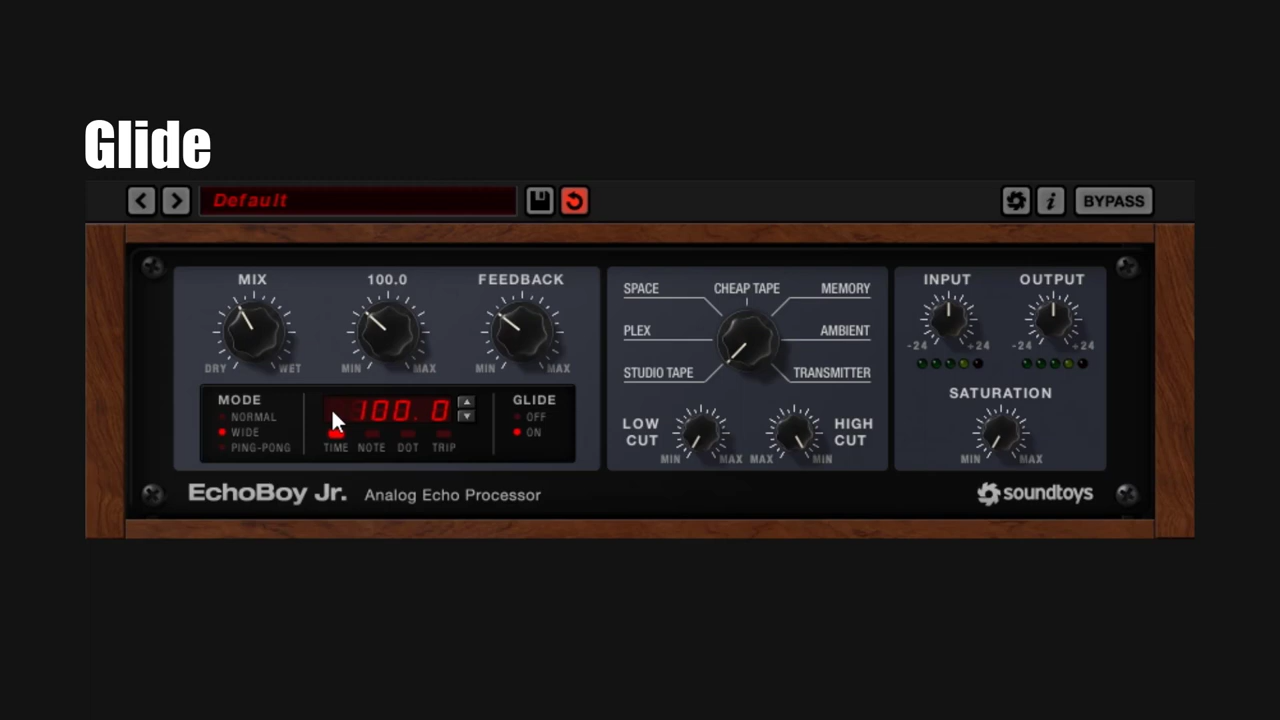 Glide
Default
i
BYPASS
MIX
100.0
FEEDBACK
DRY
WET
MIN
MAX
MIN
MAX
MODE
NORMAL
WIDE
PING-PONG
100.0
TIME
NOTE
DOT
TRIP
GLIDE
OFF
ON
SPACE
CHEAP TAPE
MEMORY
PLEX
AMBIENT
STUDIO TAPE
TRANSMITTER
LOW
CUT
MIN
MAX
MAX
MIN
HIGH
CUT
INPUT
OUTPUT
-24
+24
-24
+24
SATURATION
MIN
MAX
EchoBoy Jr.
Analog Echo Processor
soundtoys